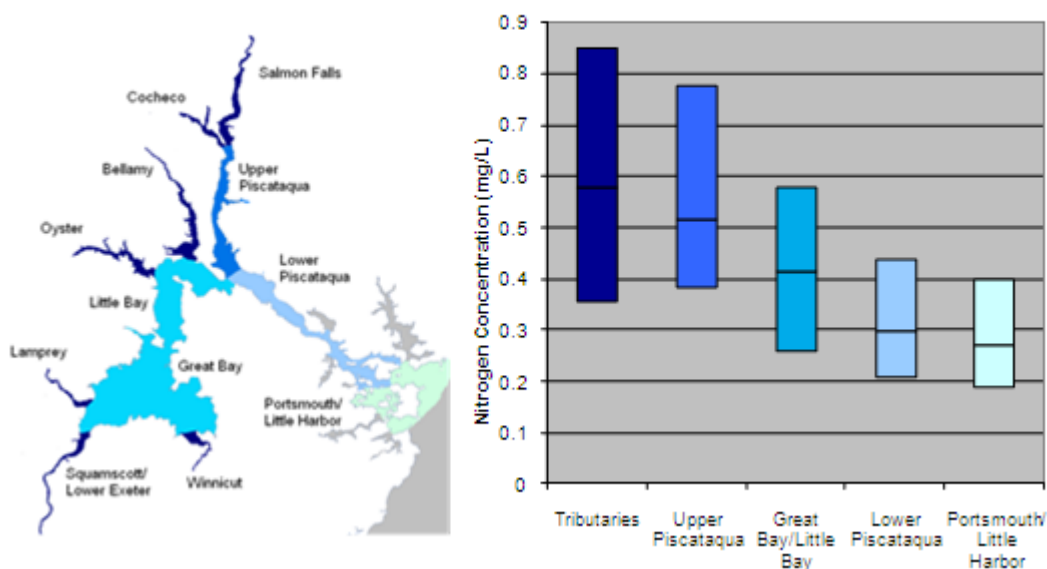 Salmon Falls
Cocheco
Bellamy
Upper
Piscataqua
Oyster
Lower
Piscataqua
Little Bay
Lamprey
Great Bay
Portsmouth/
Little Harbor
Squamscott/
Lower Exeter
Winnicut
Nitrogen Concentration (mg/L)
0.9
0.8
0.7
0.6
0.5
0.4
0.3
0.2
0.1
0
Tributaries
Upper
Piscataqua
Great
Bay/Little
Bay
Lower
Piscataqua
Portsmouth/
Little
Harbor